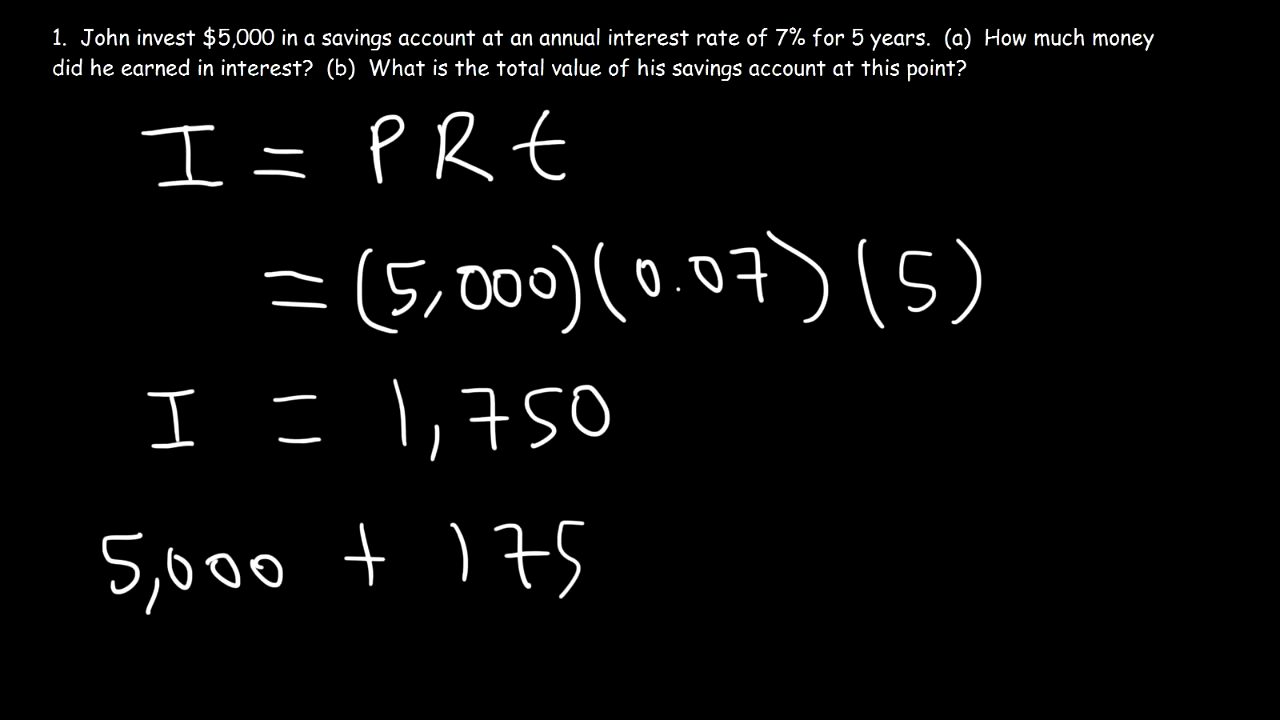 1. John invest $5,000 in a savings account at an annual interest rate of 7% for 5 years. (a) How much money
did he earned in interest? (b) What is the total value of his savings account at this point?
I = PRt
= (5,000)(0.07)(5)
I = 1,750
5,000 + 175